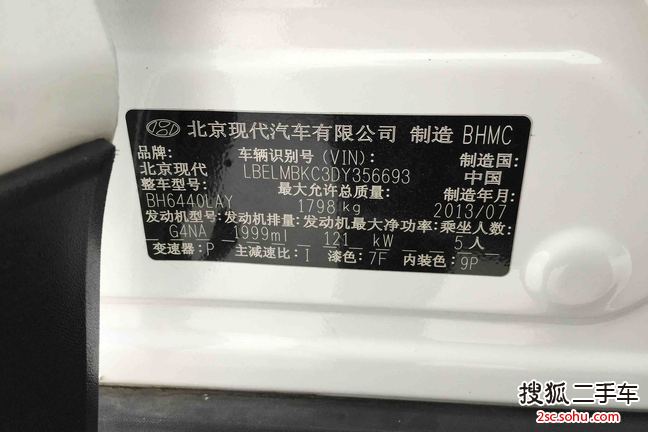 北京现代汽车有限公司 制造 BHMC
品牌: 车辆识别号(VIN): 制造国:
北京现代 LBELMBKC3DY356693 中国
整车型号: 最大允许总质量: 制造年月:
BH6440LAY 1798 kg 2013/07
发动机型号: 发动机排量: 发动机最大净功率: 乘坐人数:
G4NA 1999ml 121 kW 5人
变速器: P 主减速比: I 漆色: 7F 内装色: 9P
搜狐二手车
2sc.sohu.com